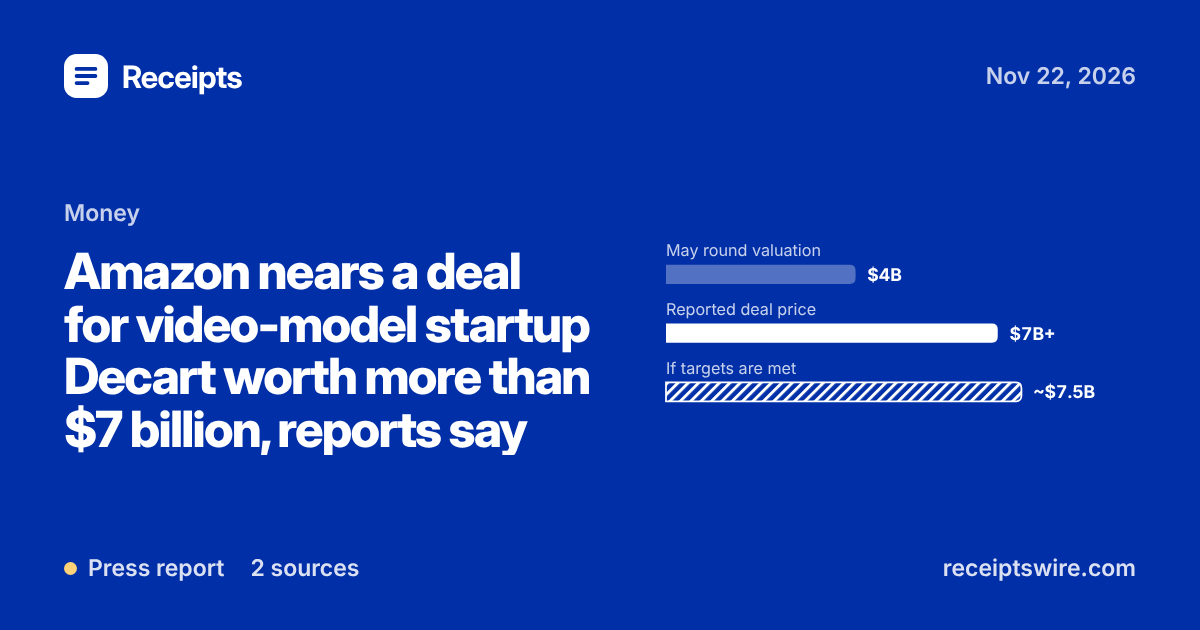 Receipts
Nov 22, 2026
Money
Amazon nears a deal
for video-model startup
Decart worth more than
$7 billion, reports say
May round valuation
$4B
Reported deal price
$7B+
If targets are met
~$7.5B
Press report 2 sources
receiptswire.com